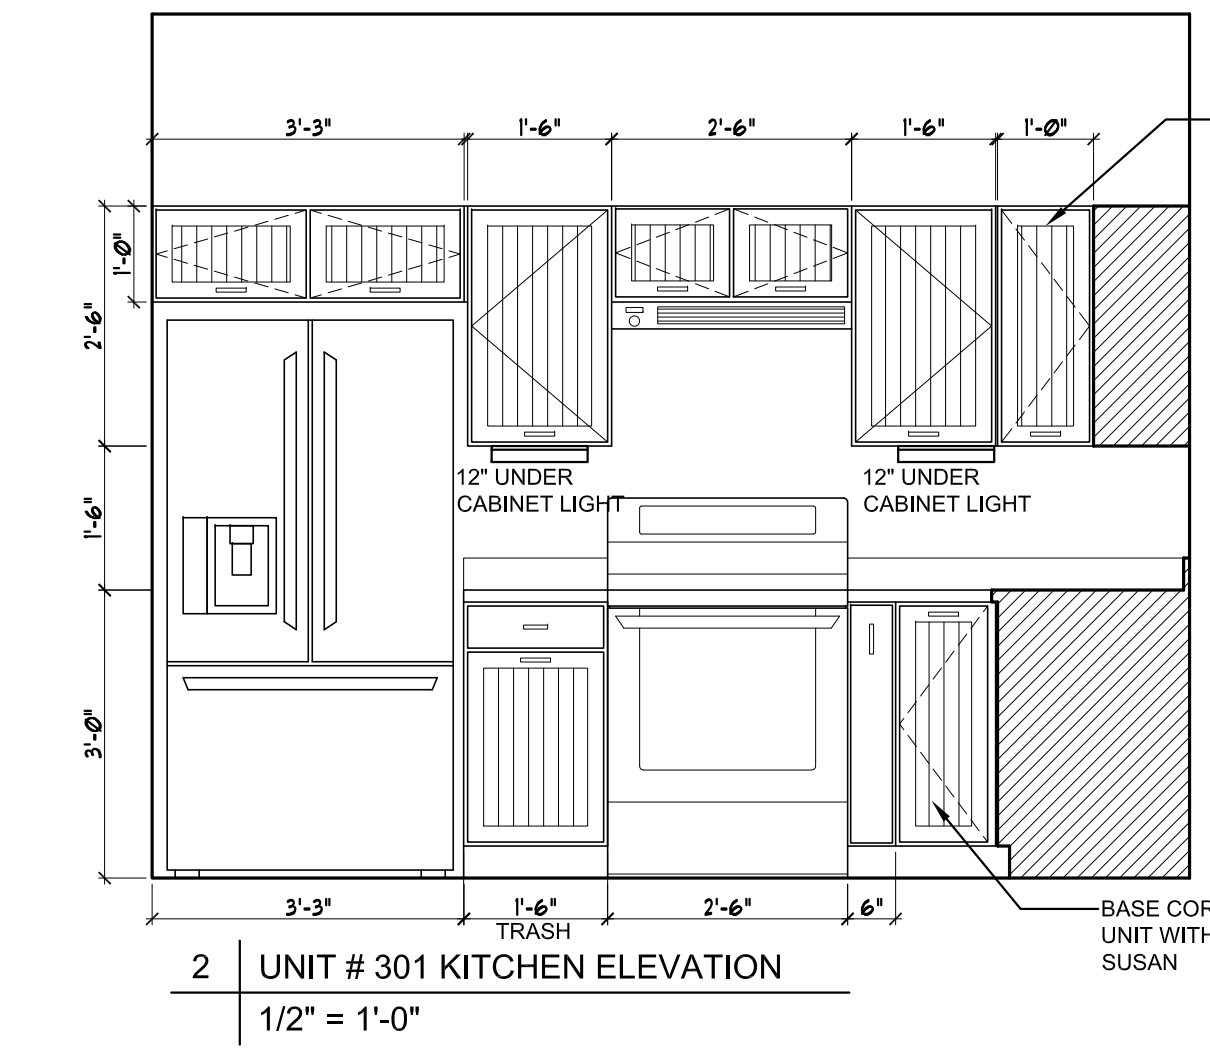 3'-3" 1'-6" 2'-6" 1'-6" 1'-0"
1'-0"
2'-6"
12" UNDER
CABINET LIGHT
12" UNDER
CABINET LIGHT
1'-6"
3'-0"
3'-3" 1'-6" 2'-6" 6"
TRASH
BASE COR
UNIT WITH
SUSAN
2 UNIT # 301 KITCHEN ELEVATION
1/2" = 1'-0"